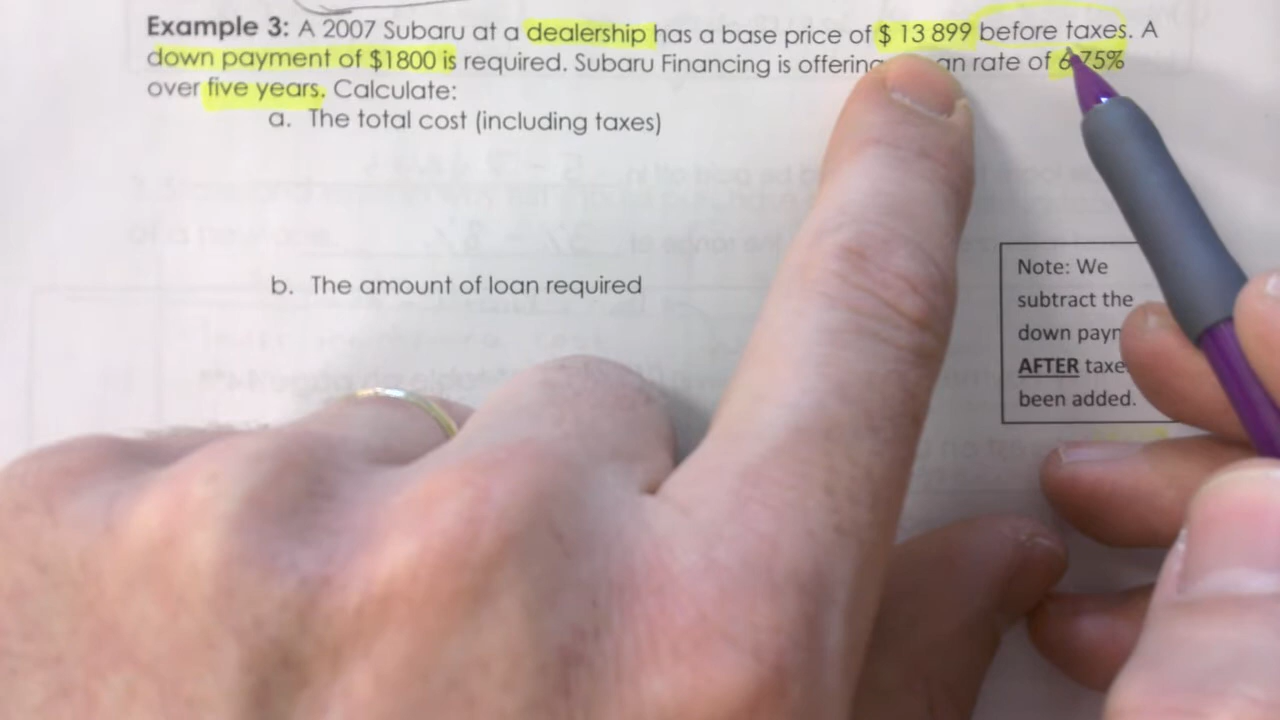 Example 3: A 2007 Subaru at a dealership has a base price of $ 13 899 before taxes. A
down payment of $1800 is required. Subaru Financing is offering an rate of 6.75%
over five years. Calculate:
a. The total cost (including taxes)
b. The amount of loan required
Note: We
subtract the
down
AFTER
been added.